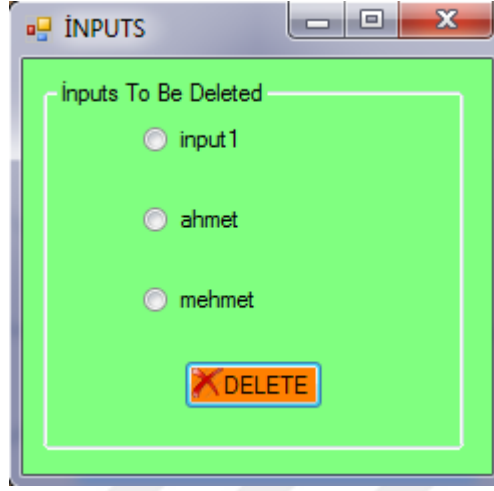 İNPUTS
İnputs To Be Deleted
input1
ahmet
mehmet
DELETE